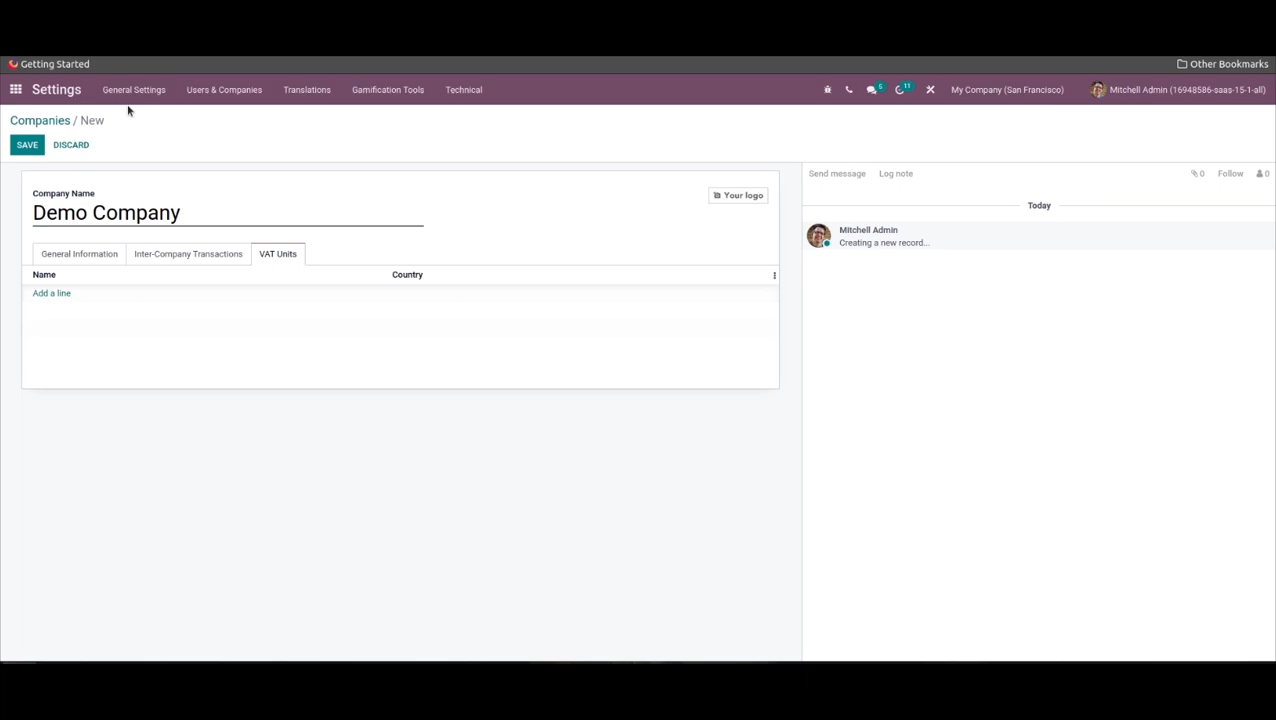 Getting Started Other Bookmarks
Settings General Settings Users & Companies Translations Gamification Tools Technical 5 11 My Company (San Francisco) Mitchell Admin (16948586-saas-15-1-all)
Companies / New
SAVE DISCARD
Send message Log note 0 Follow 0
Company Name
Your logo
Demo Company
Today
Mitchell Admin
Creating a new record...
General Information Inter-Company Transactions VAT Units
Name Country
Add a line